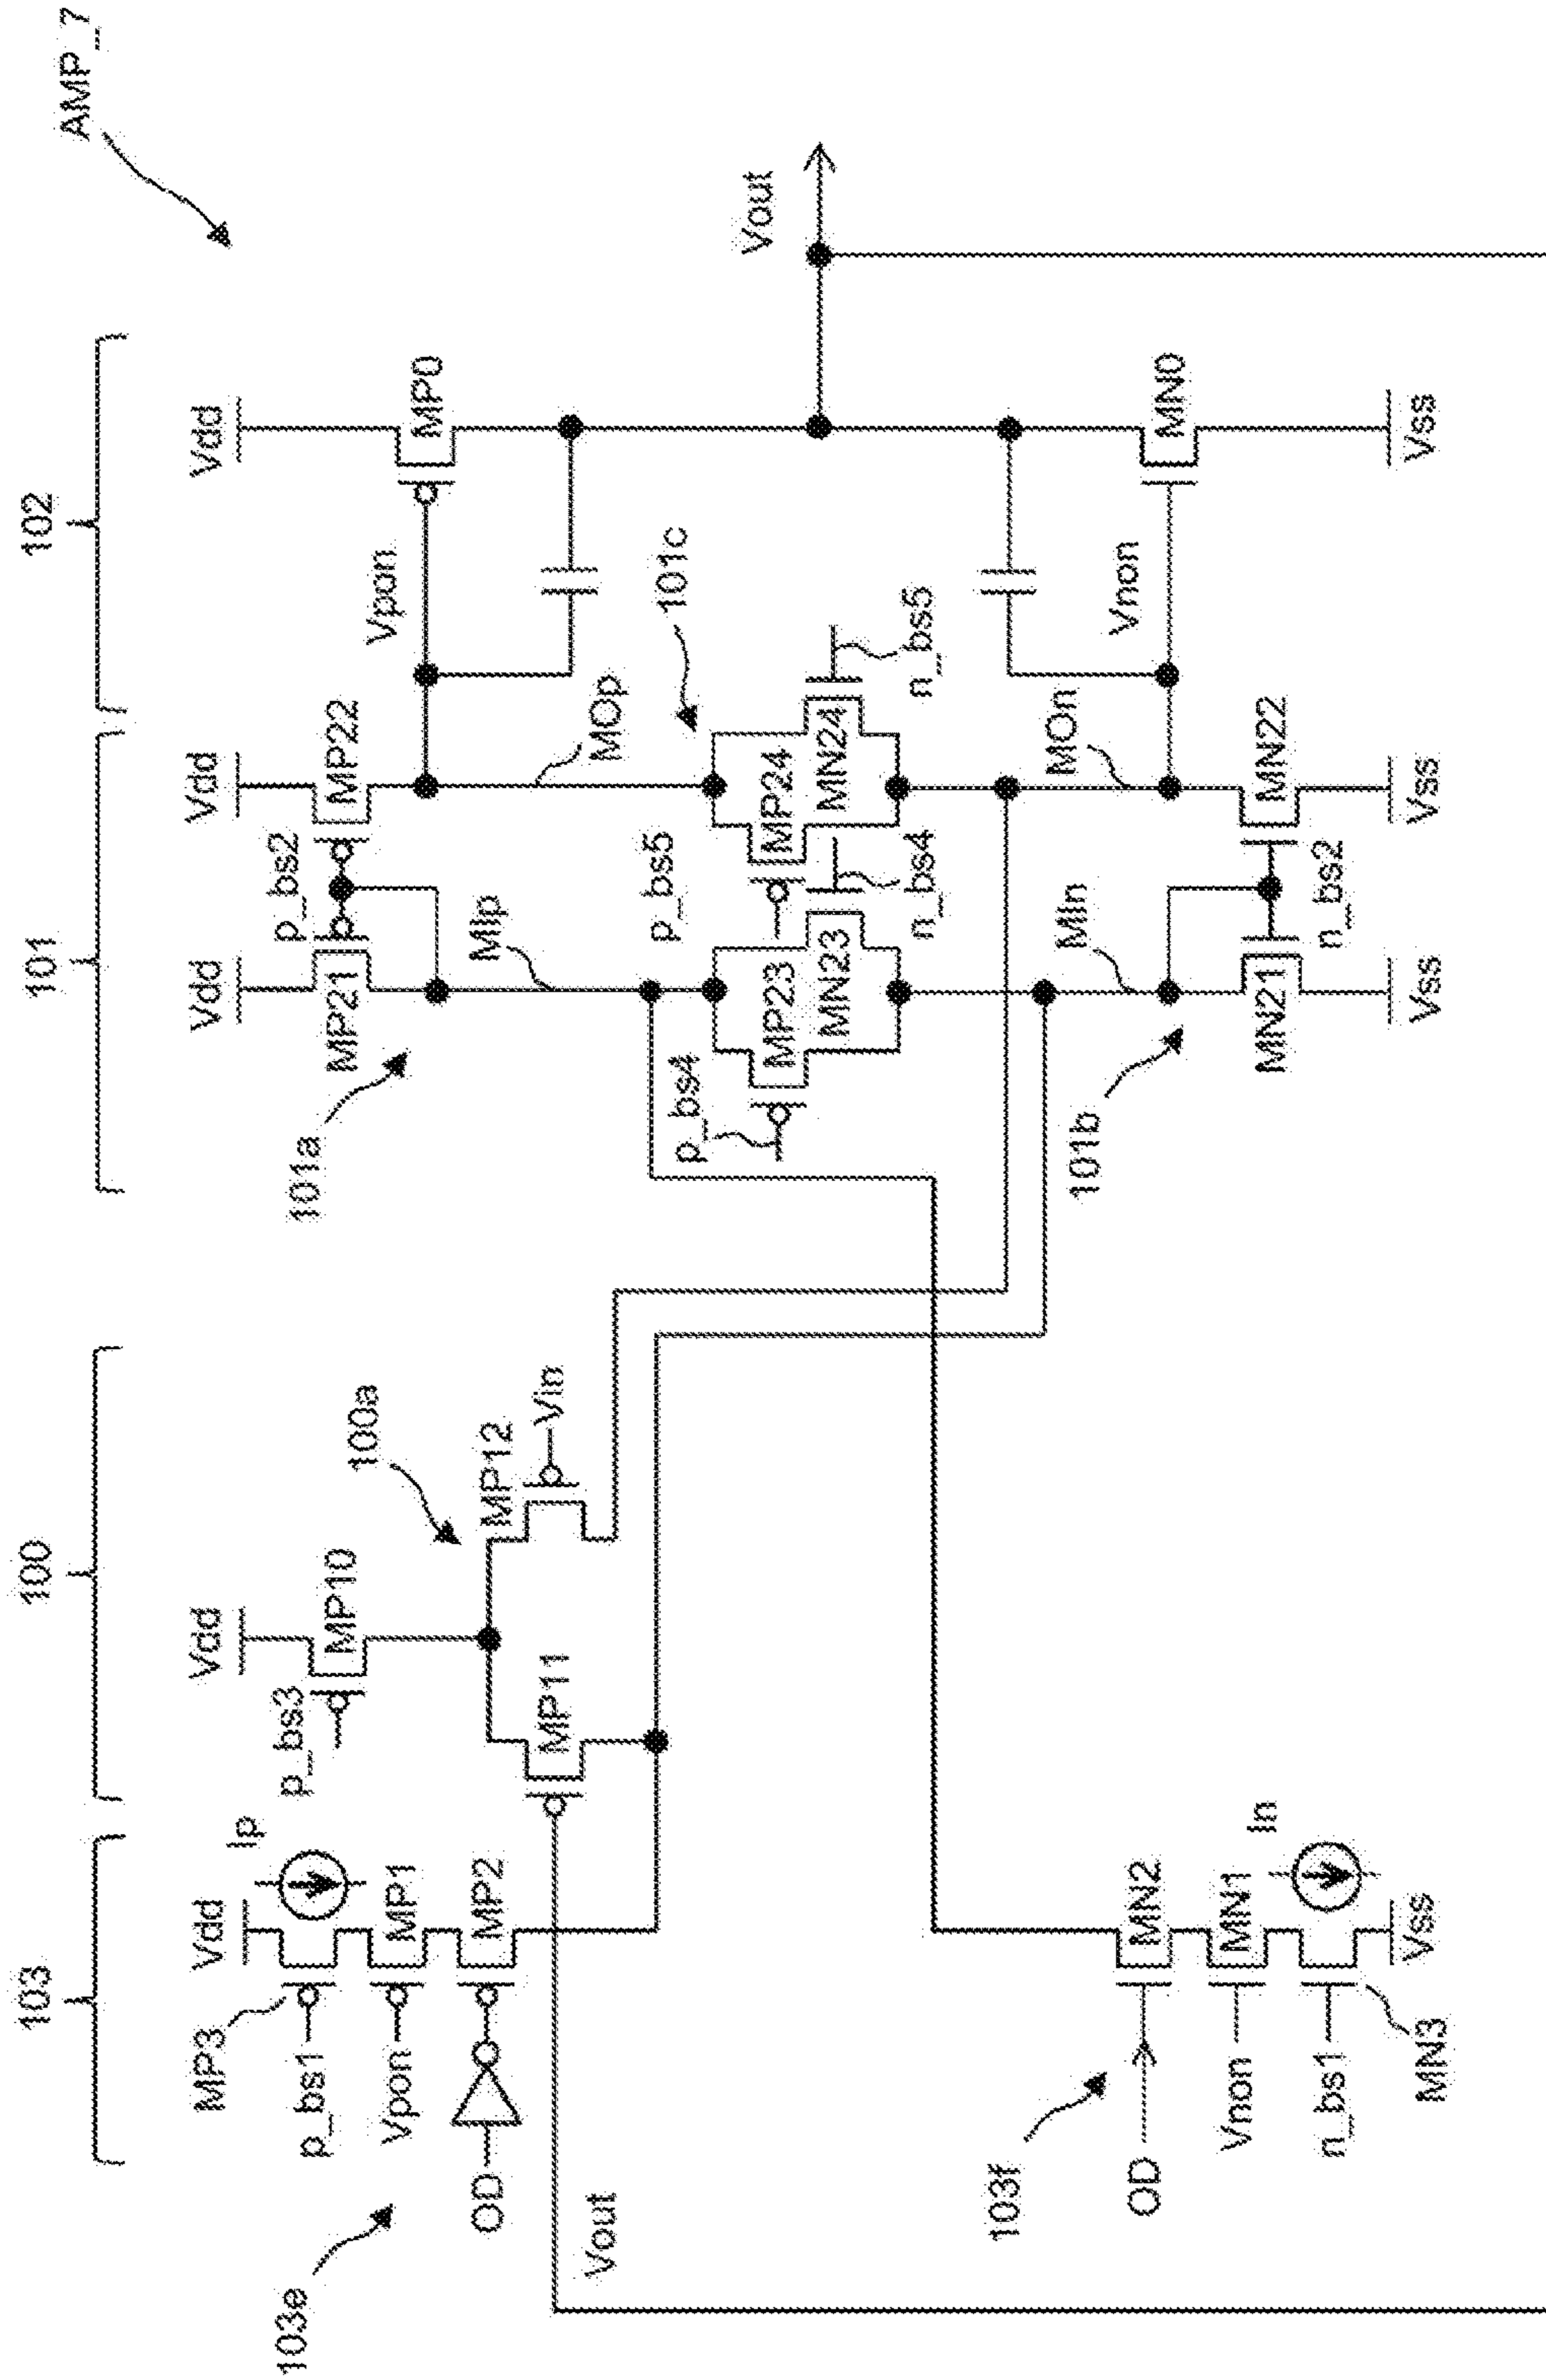 AMP_7
103
100
101
102
103e
MP3
Vdd
Ip
p_bs1
Vpon
MP1
OD
MP2
Vout
p_bs3
Vdd
MP10
100a
MP11
MP12
Vin
101a
Vdd
MP21
p_bs2
Vdd
MP22
MIp
MOp
Vdd
MP0
Vpon
101c
p_bs4
MP23
MN23
n_bs4
p_bs5
MP24
MN24
n_bs5
Vout
103f
OD
MN2
Vnon
MN1
In
n_bs1
MN3
Vss
101b
MIn
MN21
Vss
n_bs2
MOn
MN22
Vss
Vnon
MN0
Vss